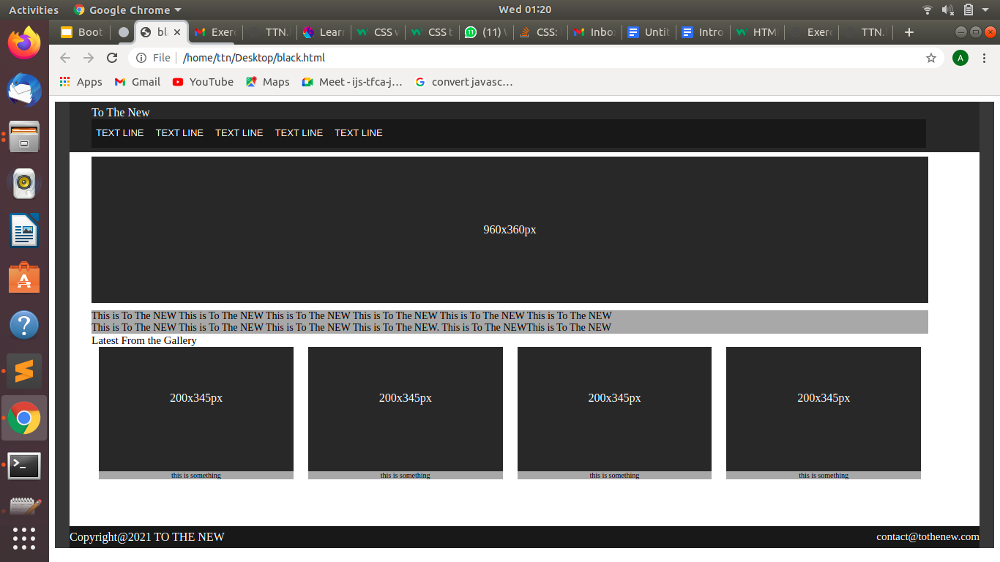 Activities Google Chrome Wed 01:20
Boot bla Exerc TTN. Learn CSS v CSS t (11) CSS: Inbo Untit Intro HTM Exerc TTN.
File /home/ttn/Desktop/black.html A
Apps Gmail YouTube Maps Meet - ijs-tfca-j… convert javasc…
To The New
TEXT LINE TEXT LINE TEXT LINE TEXT LINE TEXT LINE
960x360px
This is To The NEW This is To The NEW This is To The NEW This is To The NEW This is To The NEW This is To The NEW
This is To The NEW This is To The NEW This is To The NEW This is To The NEW. This is To The NEWThis is To The NEW
Latest From the Gallery
200x345px 200x345px 200x345px 200x345px
this is something this is something this is something this is something
Copyright@2021 TO THE NEW contact@tothenew.com